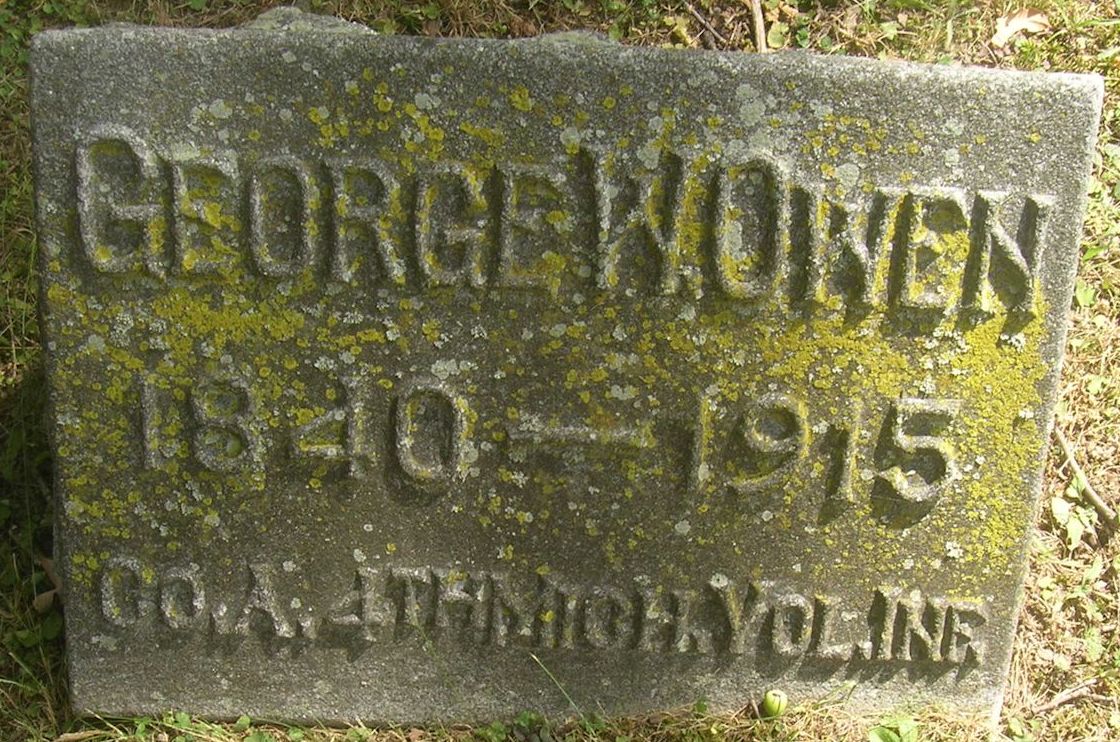 GEORGE W. OWEN
1840 — 1915
CO. A, 4TH MICH. VOL. INF.